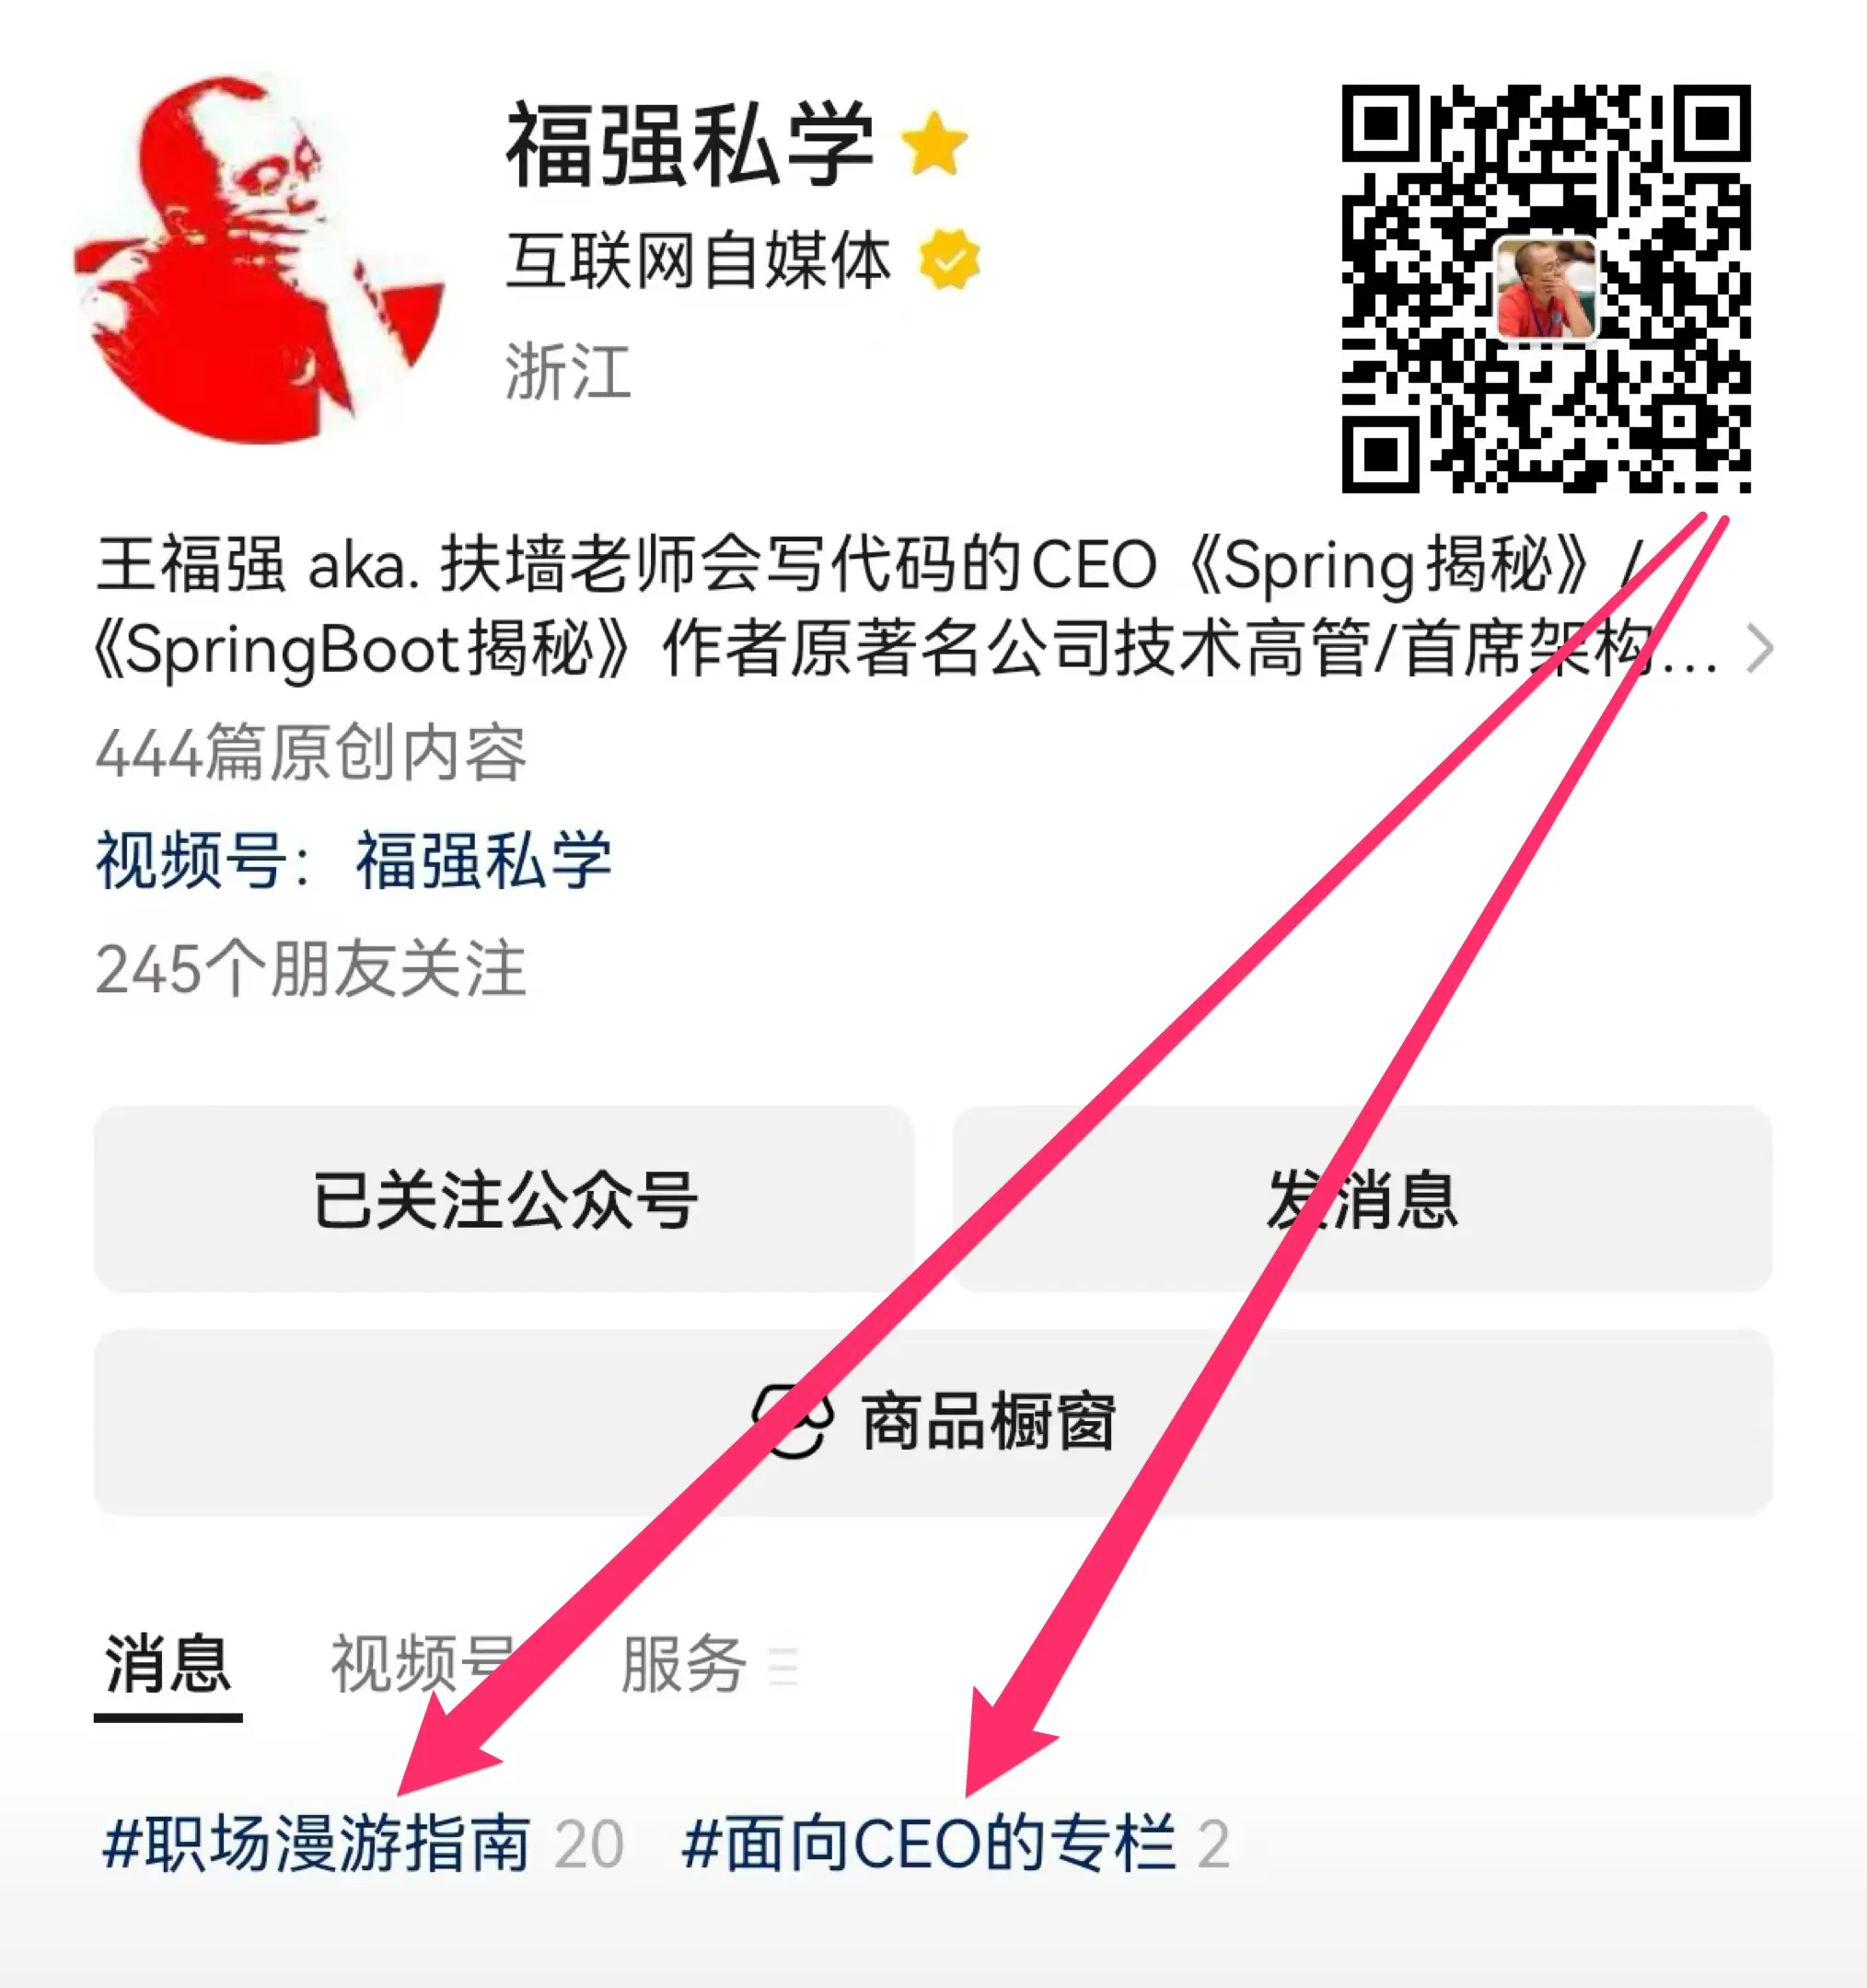 福强私学
互联网自媒体
浙江
王福强 aka. 扶墙老师会写代码的CEO《Spring揭秘》/
《SpringBoot揭秘》作者原著名公司技术高管/首席架构...
444篇原创内容
视频号： 福强私学
245个朋友关注
已关注公众号 发消息
商品橱窗
消息 视频号 服务
#职场漫游指南 20 #面向CEO的专栏 2